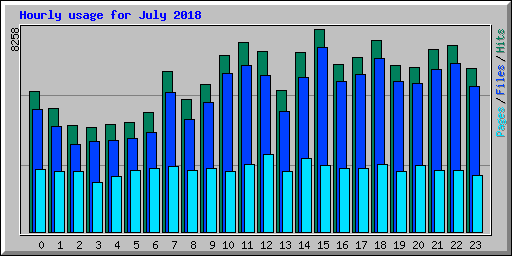 Hourly usage for July 2018
8258
Pages/Files/Hits
0 1 2 3 4 5 6 7 8 9 10 11 12 13 14 15 16 17 18 19 20 21 22 23